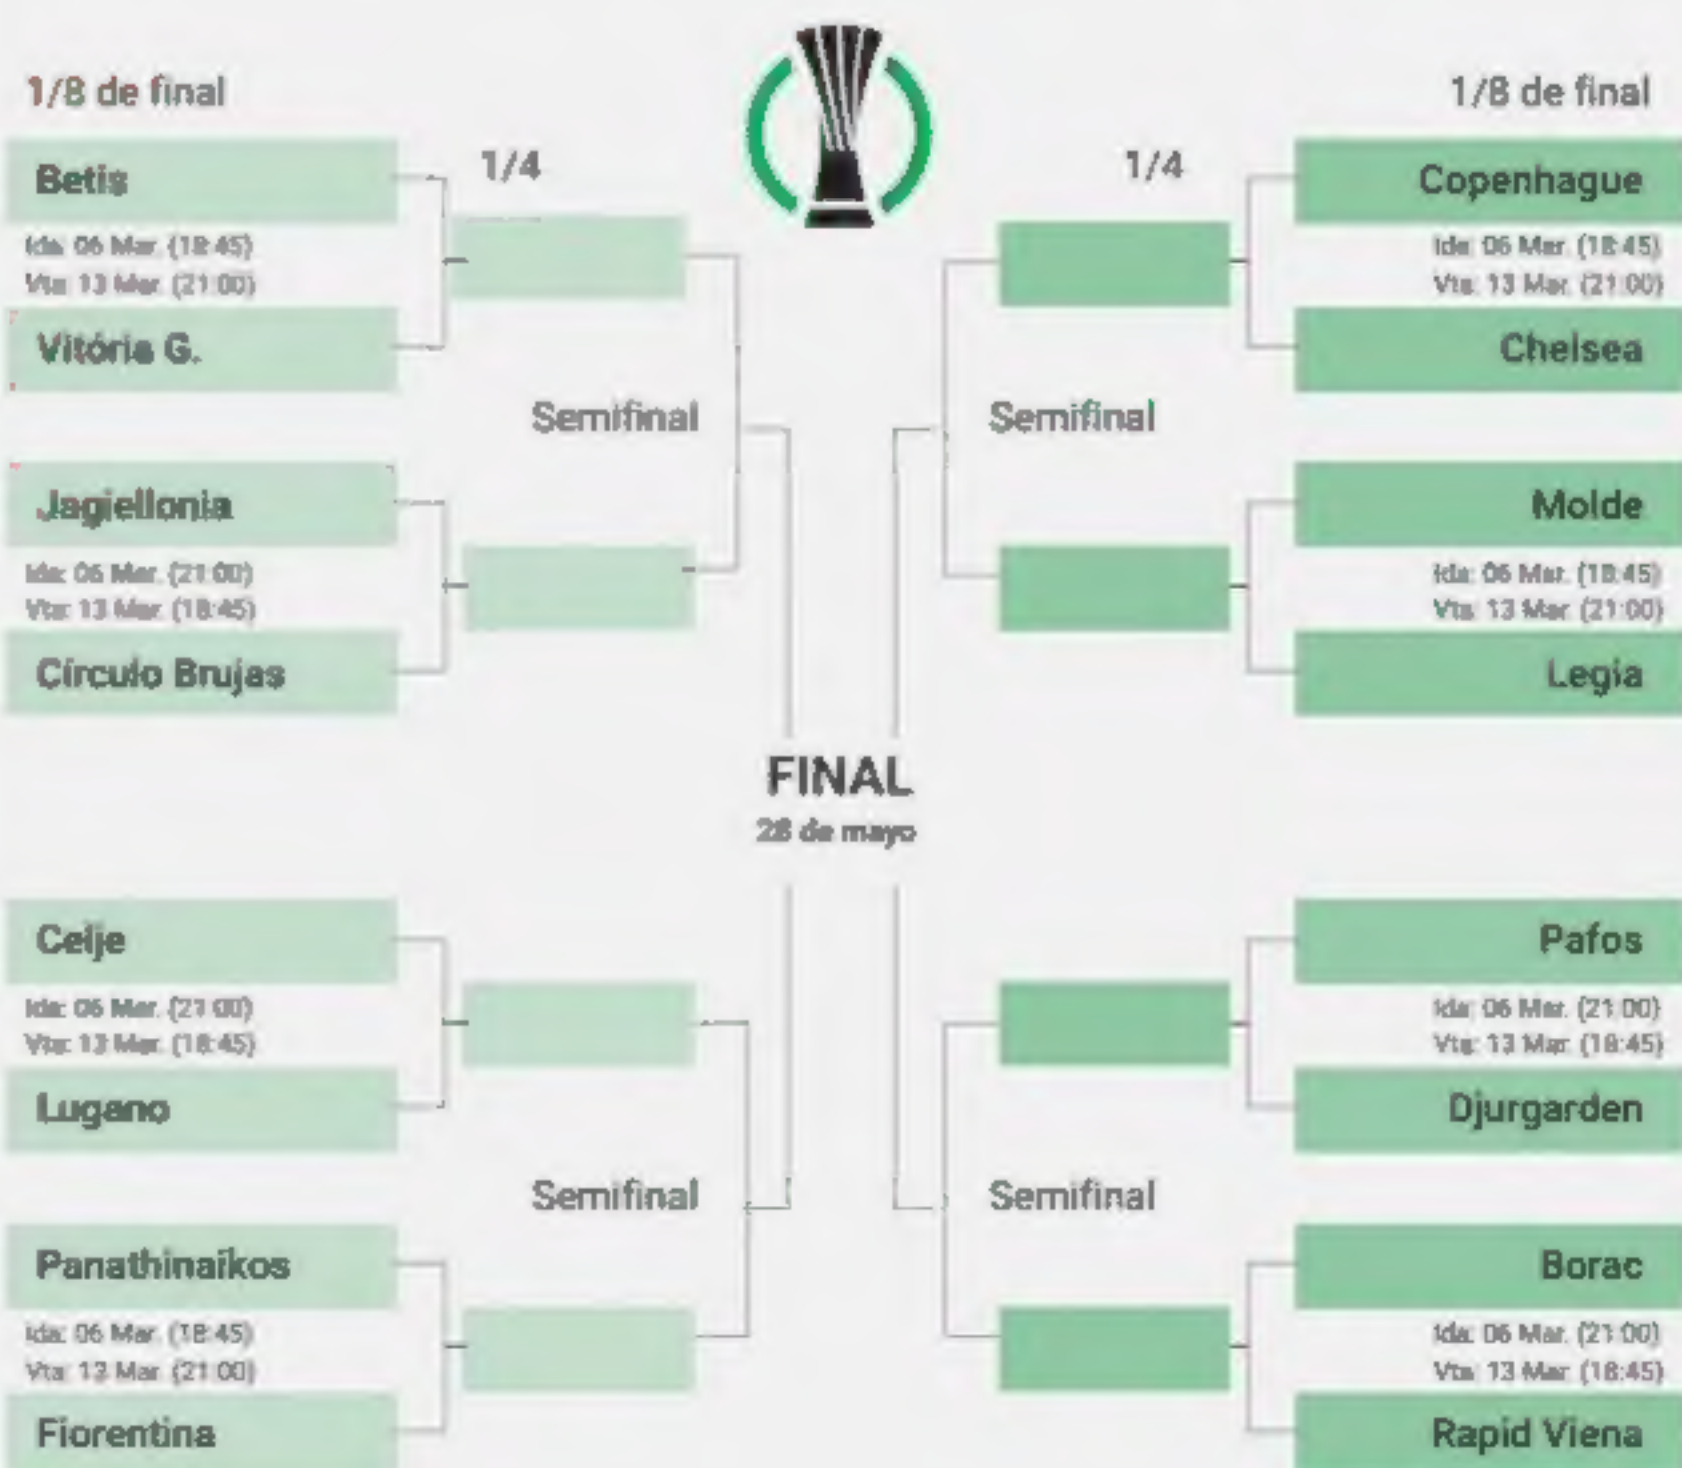 1/8 de final
Betis
Ida: 06 Mar. (18:45)
Vta: 13 Mar. (21:00)
Vitória G.
Jagiellonia
Ida: 06 Mar. (21:00)
Vta: 13 Mar. (18:45)
Círculo Brujas
1/4
Semifinal
Celje
Ida: 06 Mar. (21:00)
Vta: 13 Mar. (18:45)
Lugano
Panathinaikos
Ida: 06 Mar. (18:45)
Vta: 13 Mar. (21:00)
Fiorentina
Semifinal
FINAL
28 de mayo
1/8 de final
1/4
Copenhague
Ida: 06 Mar. (18:45)
Vta: 13 Mar. (21:00)
Chelsea
Semifinal
Molde
Ida: 06 Mar. (18:45)
Vta: 13 Mar. (21:00)
Legia
Pafos
Ida: 06 Mar. (21:00)
Vta: 13 Mar. (18:45)
Djurgarden
Semifinal
Borac
Ida: 06 Mar. (21:00)
Vta: 13 Mar. (18:45)
Rapid Viena